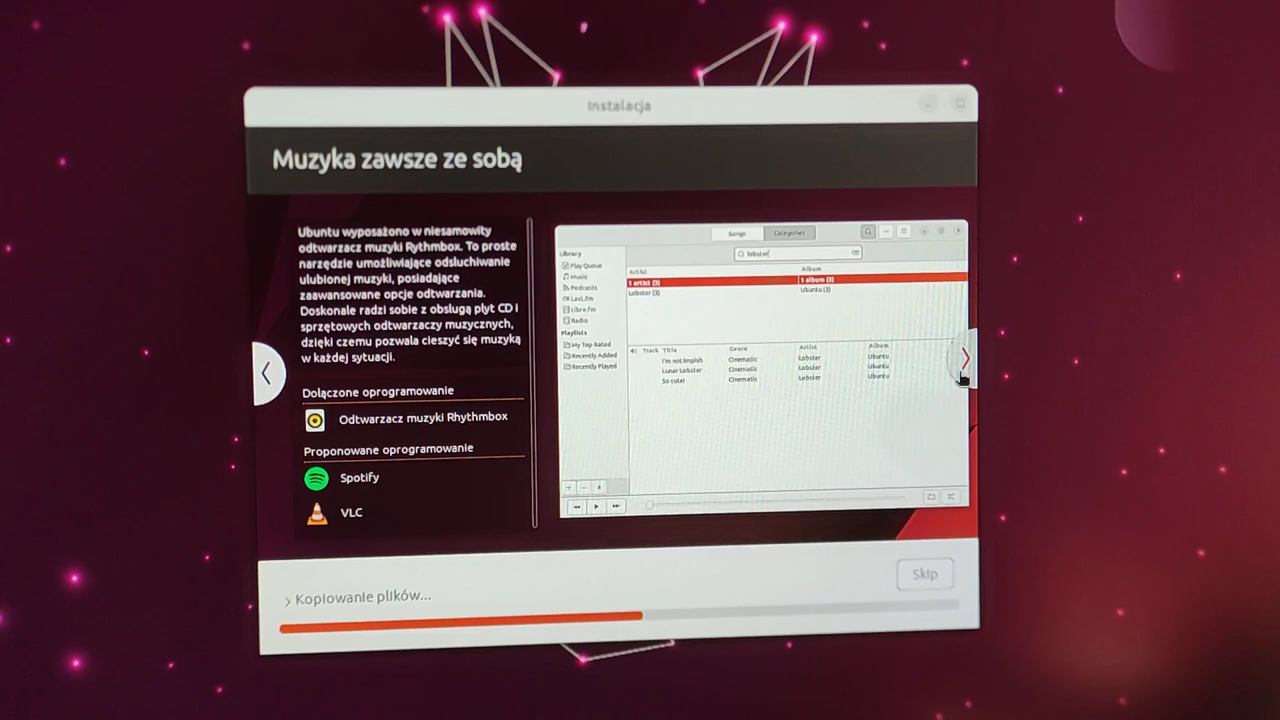 Instalacja
Muzyka zawsze ze sobą
Ubuntu wyposażono w niesamowity
odtwarzacz muzyki Rythmbox. To proste
narzędzie umożliwiające odsłuchiwanie
ulubionej muzyki, posiadające
zaawansowane opcje odtwarzania.
Doskonale radzi sobie z obsługą płyt CD i
sprzętowych odtwarzaczy muzycznych,
dzięki czemu pozwala cieszyć się muzyką
w każdej sytuacji.
Dołączone oprogramowanie
Odtwarzacz muzyki Rhythmbox
Proponowane oprogramowanie
Spotify
VLC
Songs Categories
lobster
Library
Play Queue
Music
Podcasts
Last.fm
Libre.fm
Radio
Playlists
My Top Rated
Recently Added
Recently Played
Artist Album
1 artist (3) 1 album (3)
Lobster (3) Ubuntu (3)
Track Title Genre Artist Album
I'm not impish Cinematic Lobster Ubuntu
Lunar Lobster Cinematic Lobster Ubuntu
So cute! Cinematic Lobster Ubuntu
Kopiowanie plików...
Skip